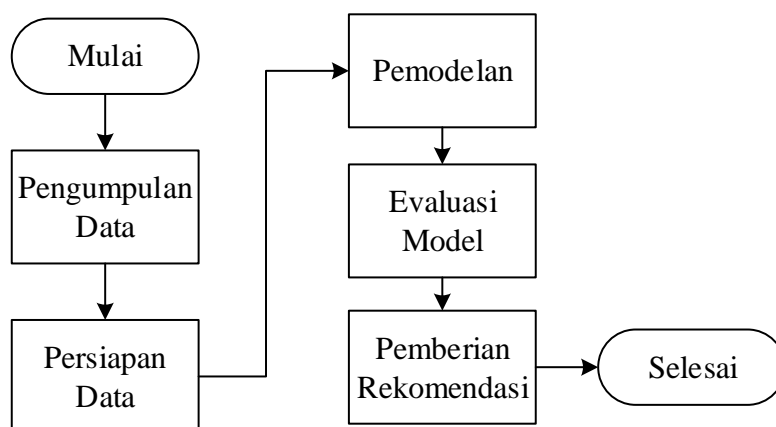 Mulai
Pengumpulan
Data
Persiapan
Data
Pemodelan
Evaluasi
Model
Pemberian
Rekomendasi
Selesai